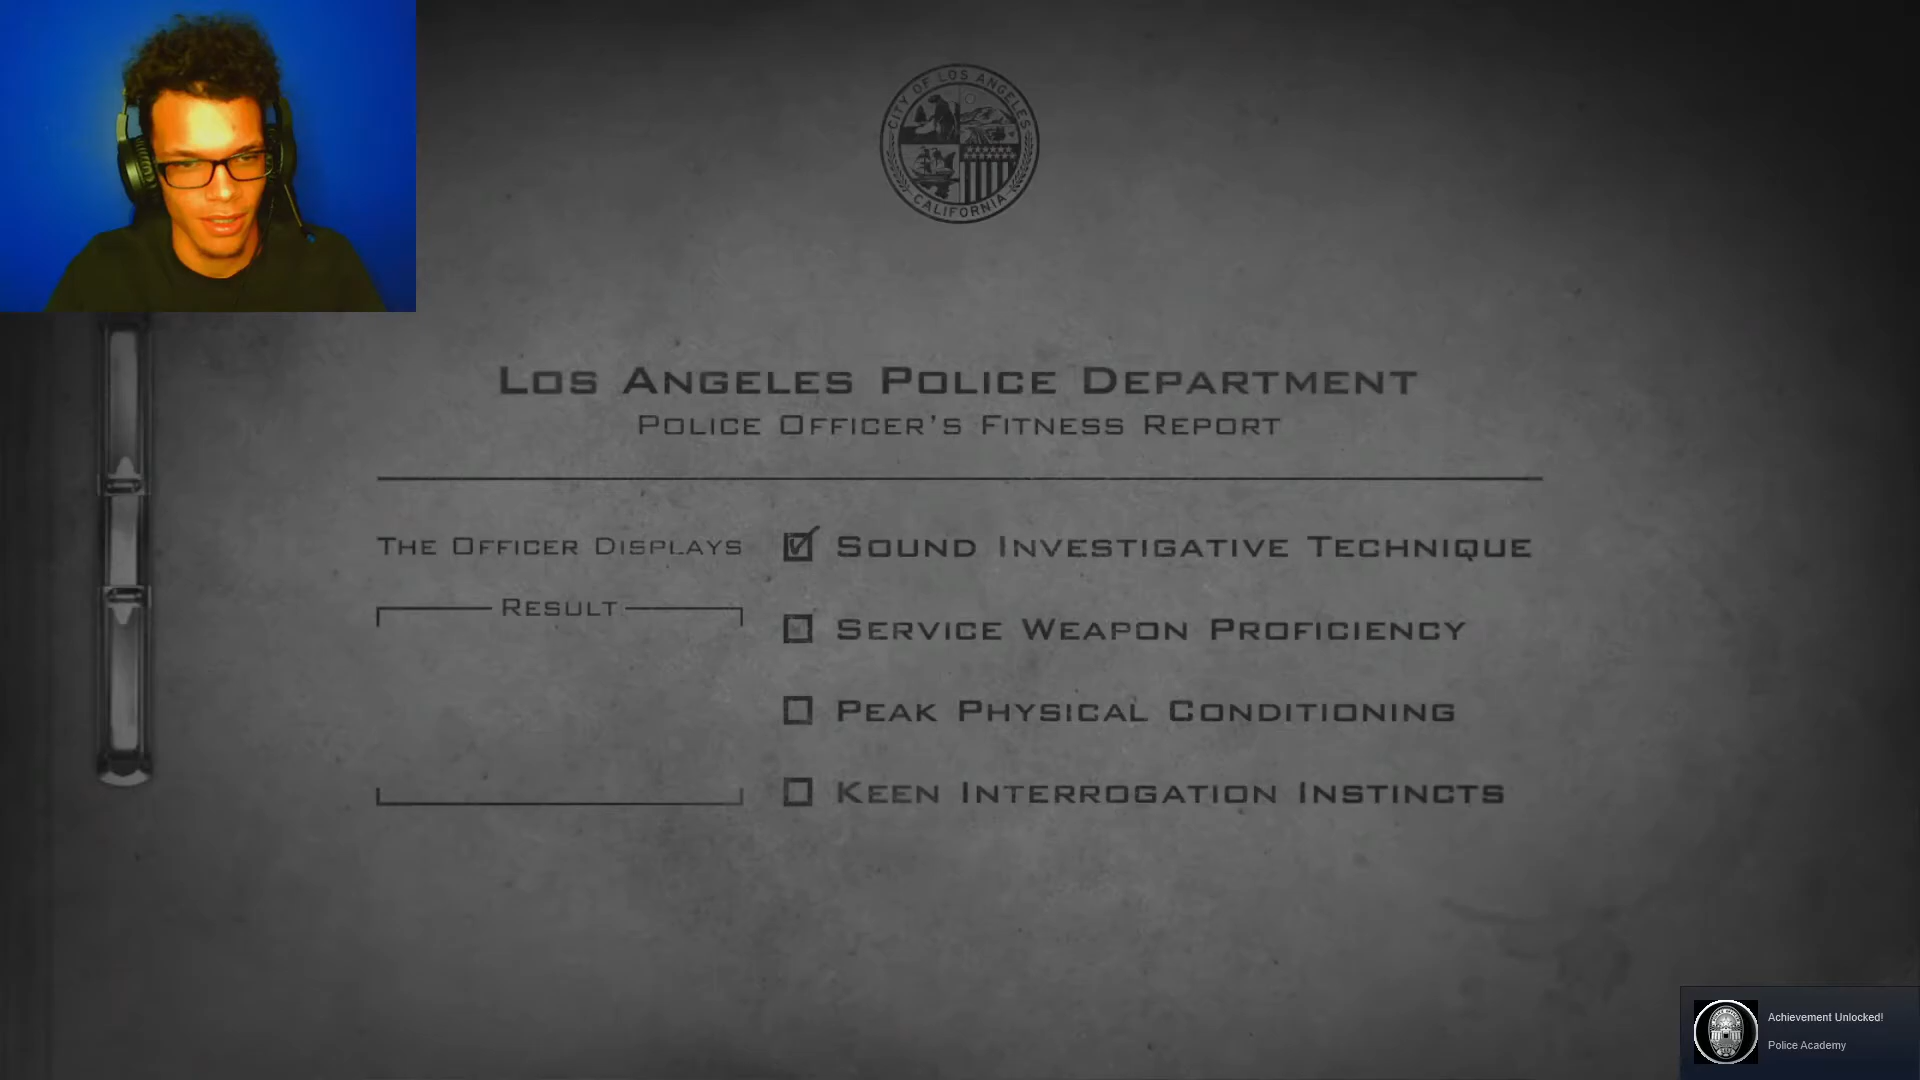 CITY OF LOS ANGELES
CALIFORNIA
LOS ANGELES POLICE DEPARTMENT
POLICE OFFICER'S FITNESS REPORT
THE OFFICER DISPLAYS
SOUND INVESTIGATIVE TECHNIQUE
RESULT
SERVICE WEAPON PROFICIENCY
PEAK PHYSICAL CONDITIONING
KEEN INTERROGATION INSTINCTS
Achievement Unlocked!
Police Academy